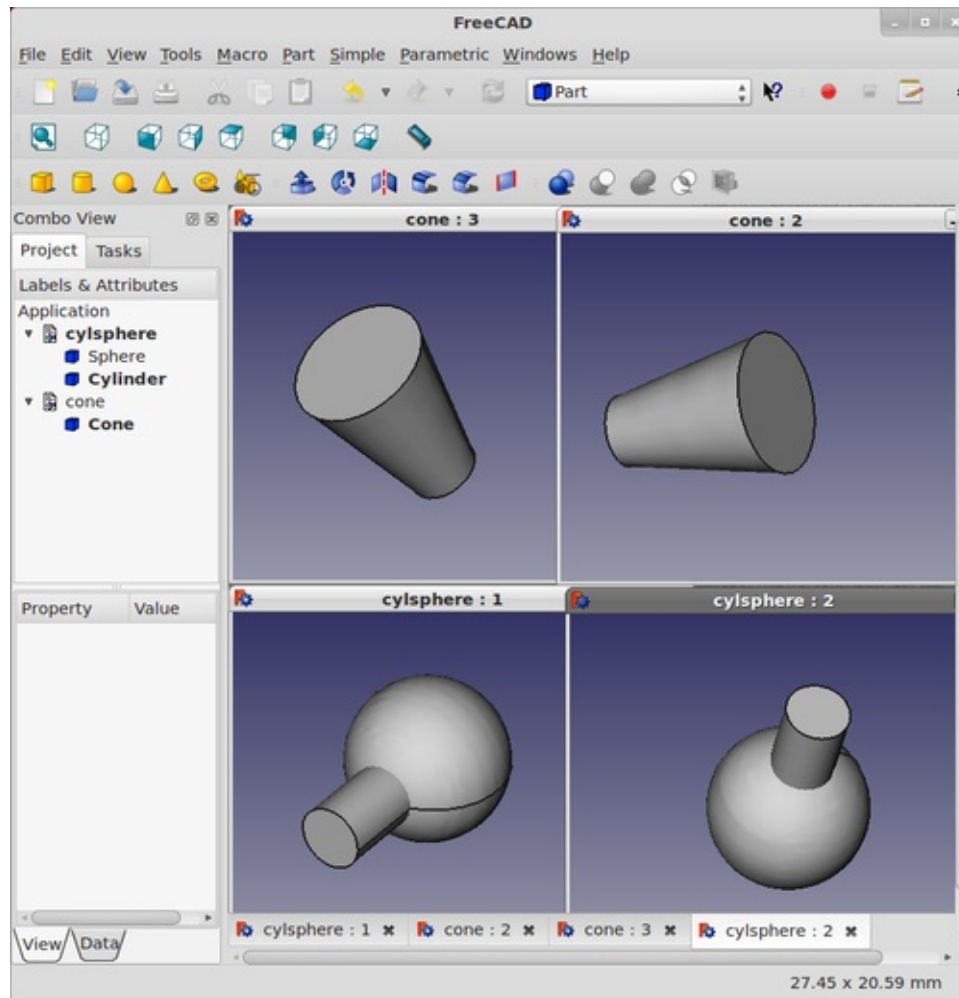 FreeCAD
File Edit View Tools Macro Part Simple Parametric Windows Help
Part
Combo View
Project Tasks
Labels & Attributes
Application
cylsphere
Sphere
Cylinder
cone
Cone
Property Value
View Data
cone : 3
cone : 2
cylsphere : 1
cylsphere : 2
cylsphere : 1 cone : 2 cone : 3 cylsphere : 2
27.45 x 20.59 mm